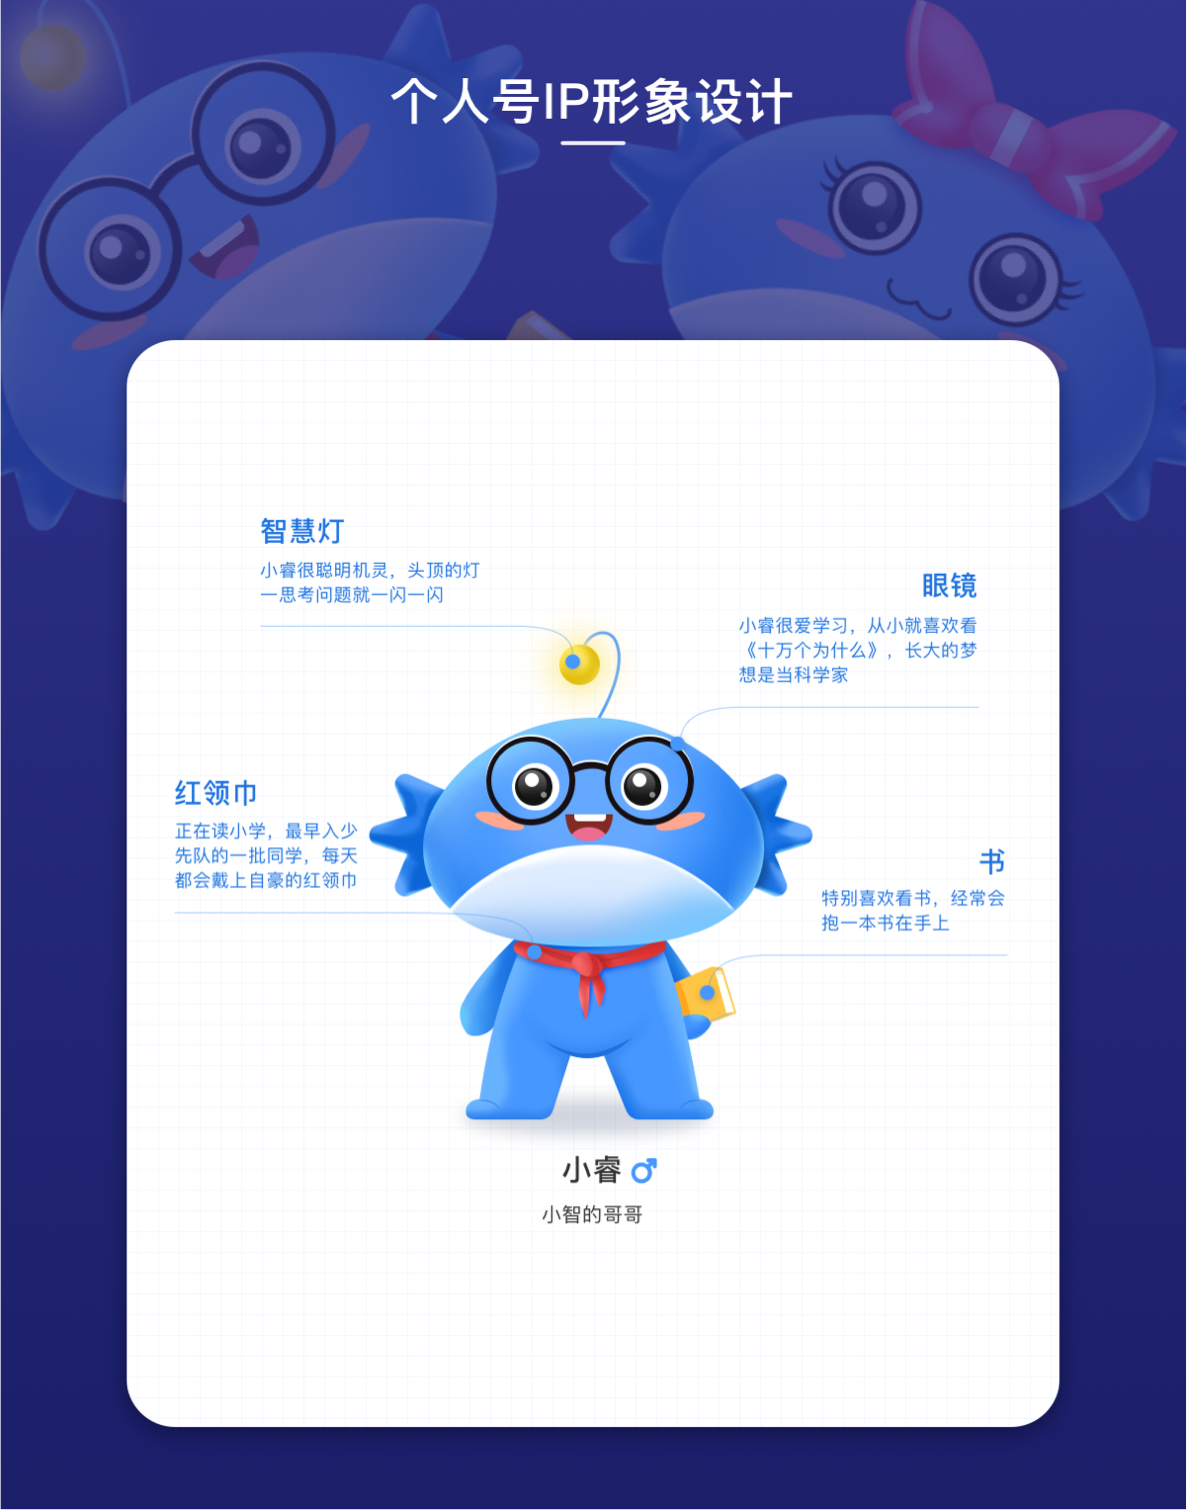 个人号IP形象设计
智慧灯
小睿很聪明机灵，头顶的灯
一思考问题就一闪一闪
眼镜
小睿很爱学习，从小就喜欢看
《十万个为什么》，长大的梦
想是当科学家
红领巾
正在读小学，最早入少
先队的一批同学，每天
都会戴上自豪的红领巾
书
特别喜欢看书，经常会
抱一本书在手上
小睿
小智的哥哥